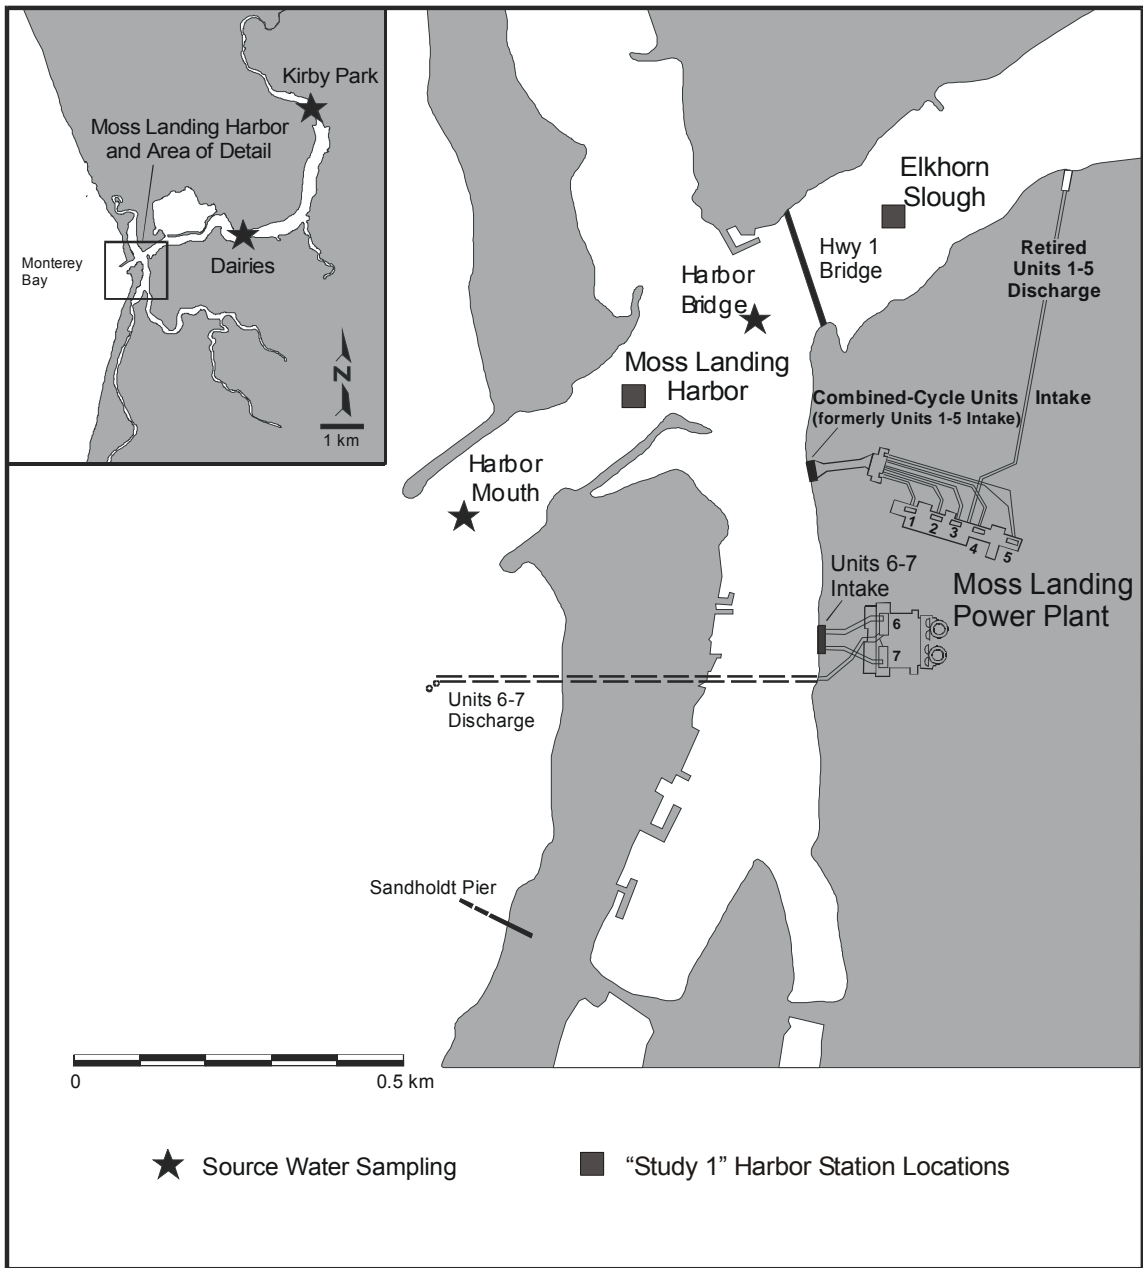 Kirby Park
Moss Landing Harbor
and Area of Detail
Monterey
Bay
Dairies
N
1 km
Elkhorn
Slough
Hwy 1
Bridge
Retired
Units 1-5
Discharge
Harbor
Bridge
Moss Landing
Harbor
Combined-Cycle Units Intake
(formerly Units 1-5 Intake)
Harbor
Mouth
1
2
3
4
5
Units 6-7
Intake
Moss Landing
Power Plant
6
7
Units 6-7
Discharge
Sandholdt Pier
0
0.5 km
Source Water Sampling
“Study 1” Harbor Station Locations